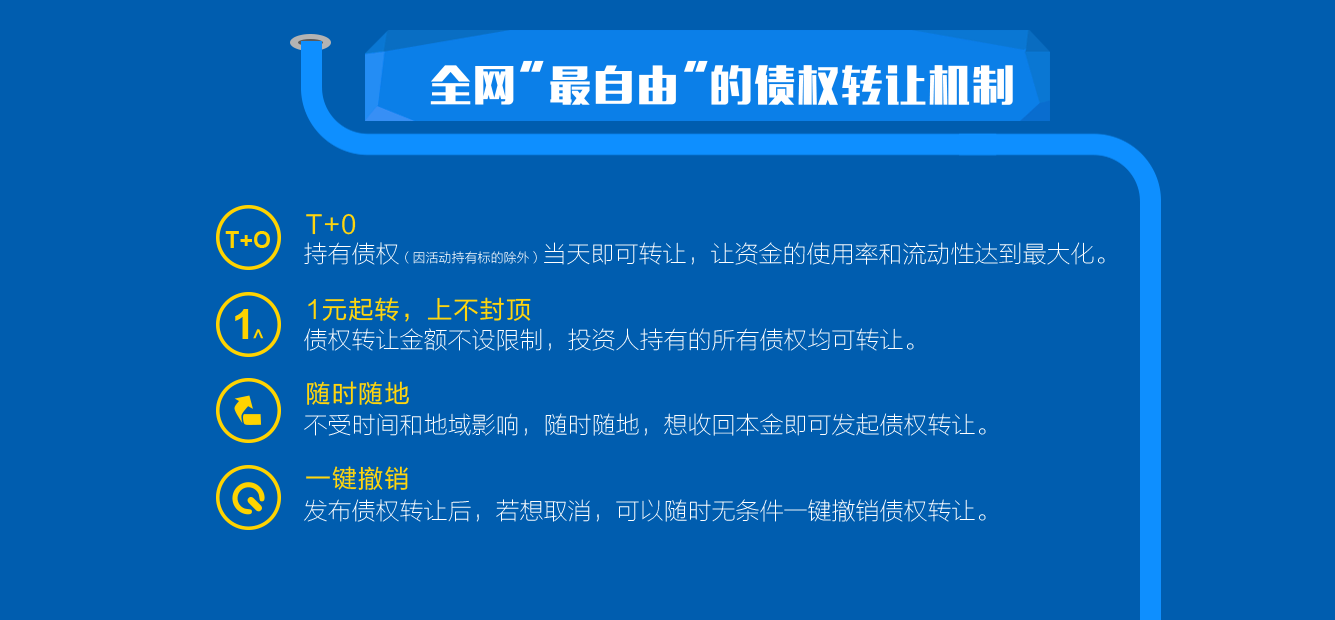 全网"最自由"的债权转让机制
T+O
T+0
持有债权(因活动持有标的除外)当天即可转让，让资金的使用率和流动性达到最大化。
1^
1元起转，上不封顶
债权转让金额不设限制，投资人持有的所有债权均可转让。
随时随地
不受时间和地域影响，随时随地，想收回本金即可发起债权转让。
一键撤销
发布债权转让后，若想取消，可以随时无条件一键撤销债权转让。